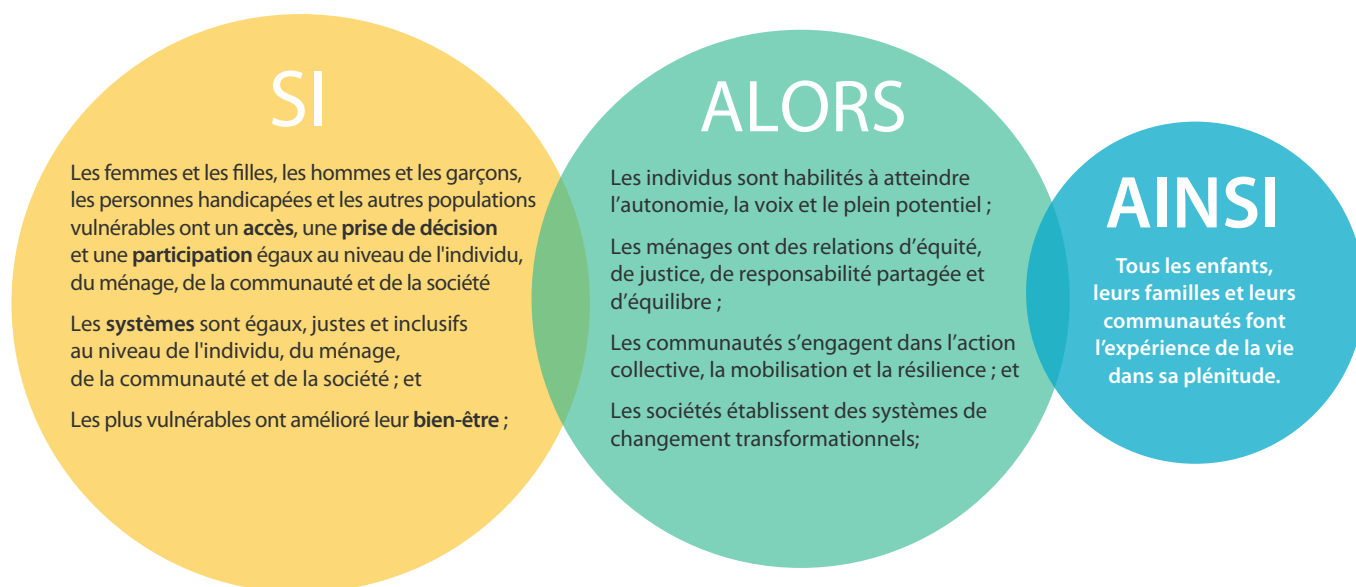 SI
Les femmes et les filles, les hommes et les garçons,
les personnes handicapées et les autres populations
vulnérables ont un accès, une prise de décision
et une participation égaux au niveau de l'individu,
du ménage, de la communauté et de la société
Les systèmes sont égaux, justes et inclusifs
au niveau de l'individu, du ménage,
de la communauté et de la société ; et
Les plus vulnérables ont amélioré leur bien-être ;
ALORS
Les individus sont habilités à atteindre
l’autonomie, la voix et le plein potentiel ;
Les ménages ont des relations d’équité,
de justice, de responsabilité partagée et
d’équilibre ;
Les communautés s’engagent dans l’action
collective, la mobilisation et la résilience ; et
Les sociétés établissent des systèmes de
changement transformationnels;
AINSI
Tous les enfants,
leurs familles et leurs
communautés font
l’expérience de la vie
dans sa plénitude.